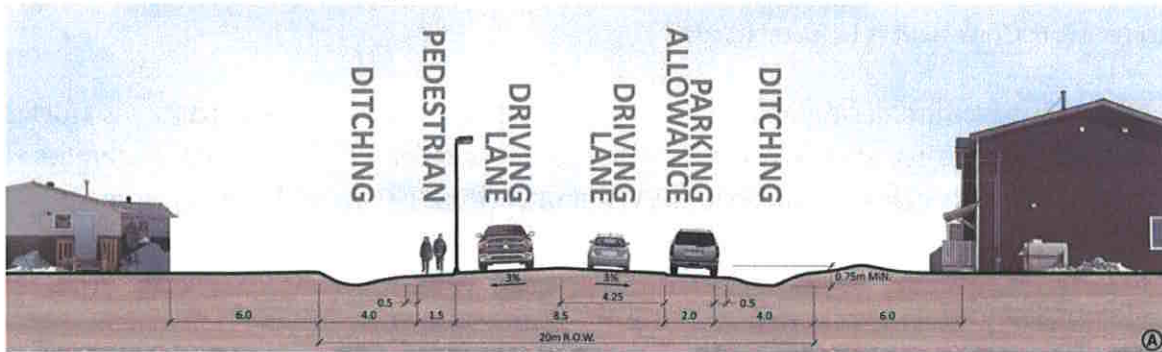 DITCHING
PEDESTRIAN
DRIVING
LANE
DRIVING
LANE
PARKING
ALLOWANCE
DITCHING
3%
3%
0.75m MIN.
0.5
4.25
0.5
6.0
4.0
1.5
8.5
2.0
4.0
6.0
20m R.O.W.
A